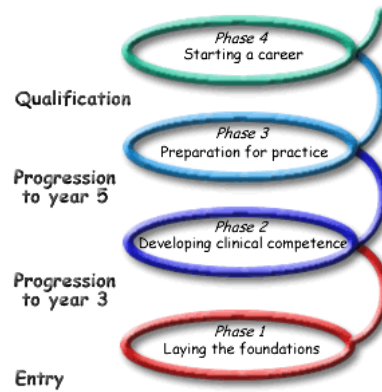 Phase 4
Starting a career
Qualification
Phase 3
Preparation for practice
Progression
to year 5
Phase 2
Developing clinical competence
Progression
to year 3
Phase 1
Laying the foundations
Entry